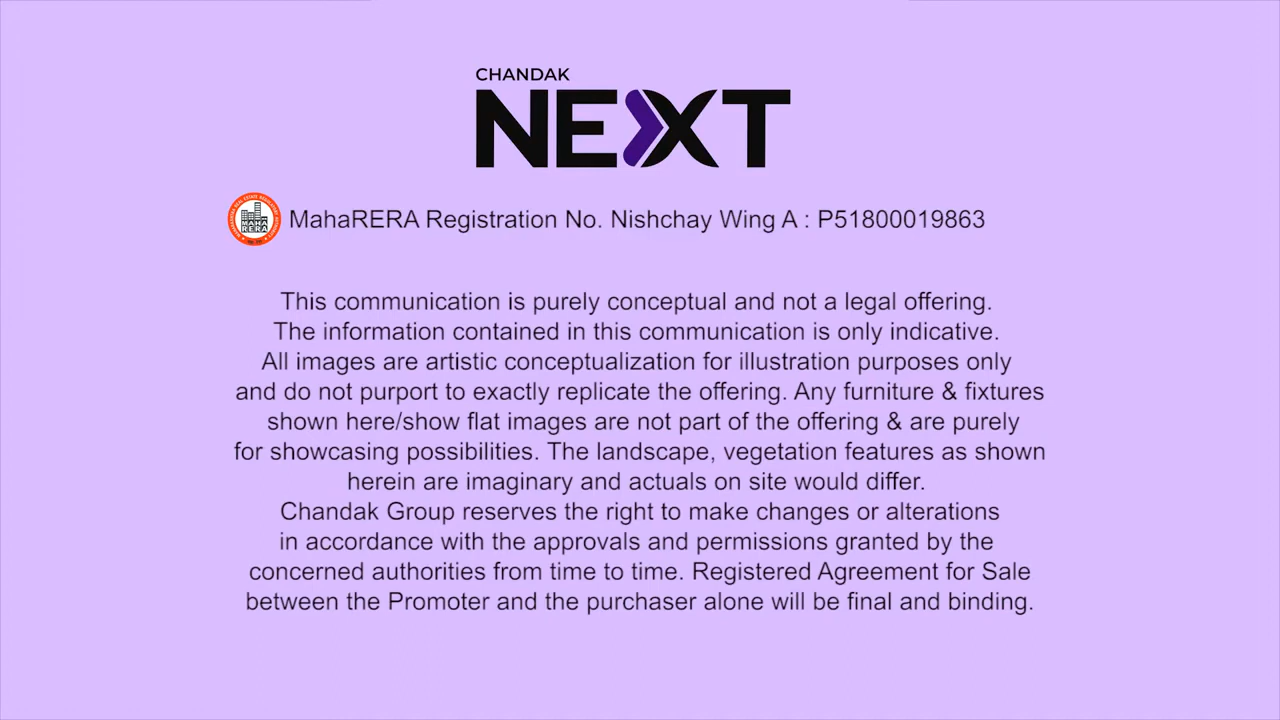 CHANDAK
NEXT
MAHA
RERA
MahaRERA Registration No. Nishchay Wing A : P51800019863
This communication is purely conceptual and not a legal offering.
The information contained in this communication is only indicative.
All images are artistic conceptualization for illustration purposes only
and do not purport to exactly replicate the offering. Any furniture & fixtures
shown here/show flat images are not part of the offering & are purely
for showcasing possibilities. The landscape, vegetation features as shown
herein are imaginary and actuals on site would differ.
Chandak Group reserves the right to make changes or alterations
in accordance with the approvals and permissions granted by the
concerned authorities from time to time. Registered Agreement for Sale
between the Promoter and the purchaser alone will be final and binding.